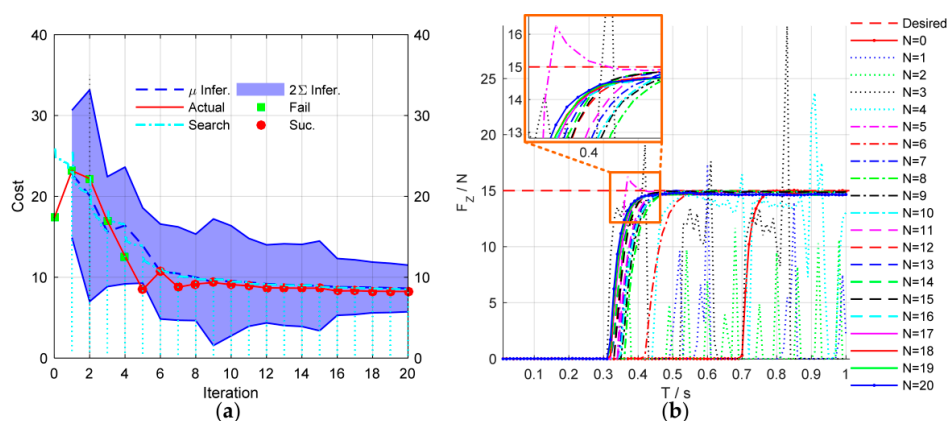 40
30
20
10
0
Cost
40
30
20
10
0
μ Infer.
2Σ Infer.
Actual
Fail
Search
Suc.
0 2 4 6 8 10 12 14 16 18 20
Iteration
(a)
16
15
14
13
0.4
25
20
15
10
5
0
F_Z / N
0.1 0.2 0.3 0.4 0.5 0.6 0.7 0.8 0.9 1
T / s
(b)
Desired
N=0
N=1
N=2
N=3
N=4
N=5
N=6
N=7
N=8
N=9
N=10
N=11
N=12
N=13
N=14
N=15
N=16
N=17
N=18
N=19
N=20